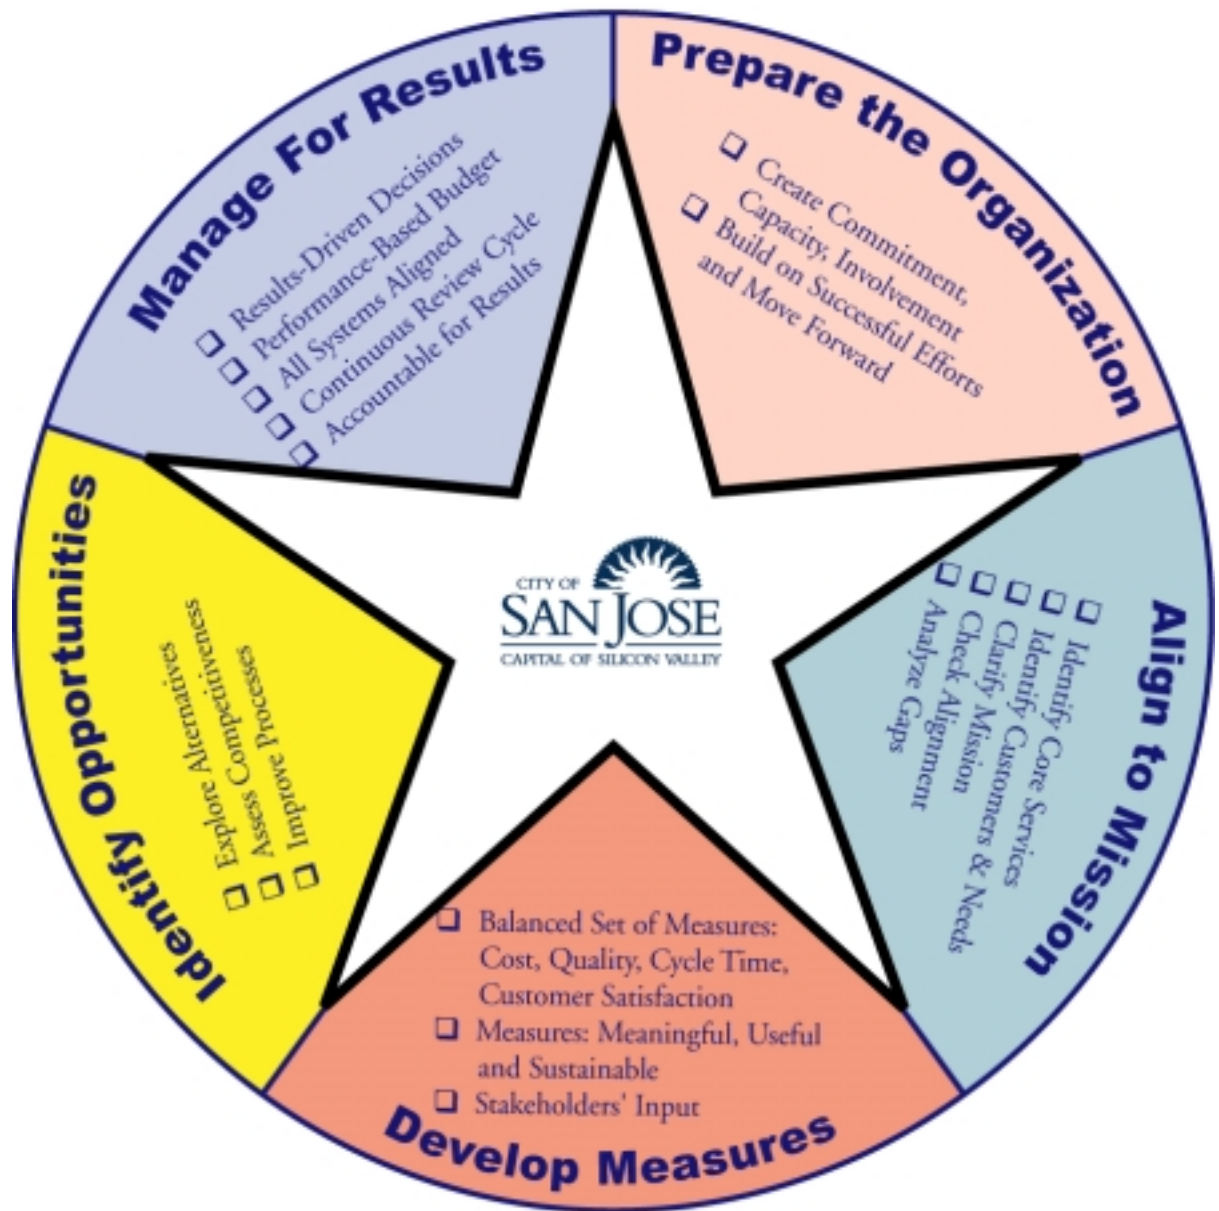 Prepare the Organization
❑ Create Commitment,
Capacity, Involvement
❑ Build on Successful Efforts
and Move Forward
Align to Mission
❑ Identify Core Services
❑ Identify Customers & Needs
❑ Clarify Mission
❑ Check Alignment
❑ Analyze Gaps
❑ Balanced Set of Measures:
Cost, Quality, Cycle Time,
Customer Satisfaction
❑ Measures: Meaningful, Useful
and Sustainable
❑ Stakeholders' Input
Develop Measures
Identify Opportunities
❑ Explore Alternatives
❑ Assess Competitiveness
❑ Improve Processes
Manage For Results
❑ Results-Driven Decisions
❑ Performance-Based Budget
❑ All Systems Aligned
❑ Continuous Review Cycle
❑ Accountable for Results
CITY OF
SAN JOSE
CAPITAL OF SILICON VALLEY